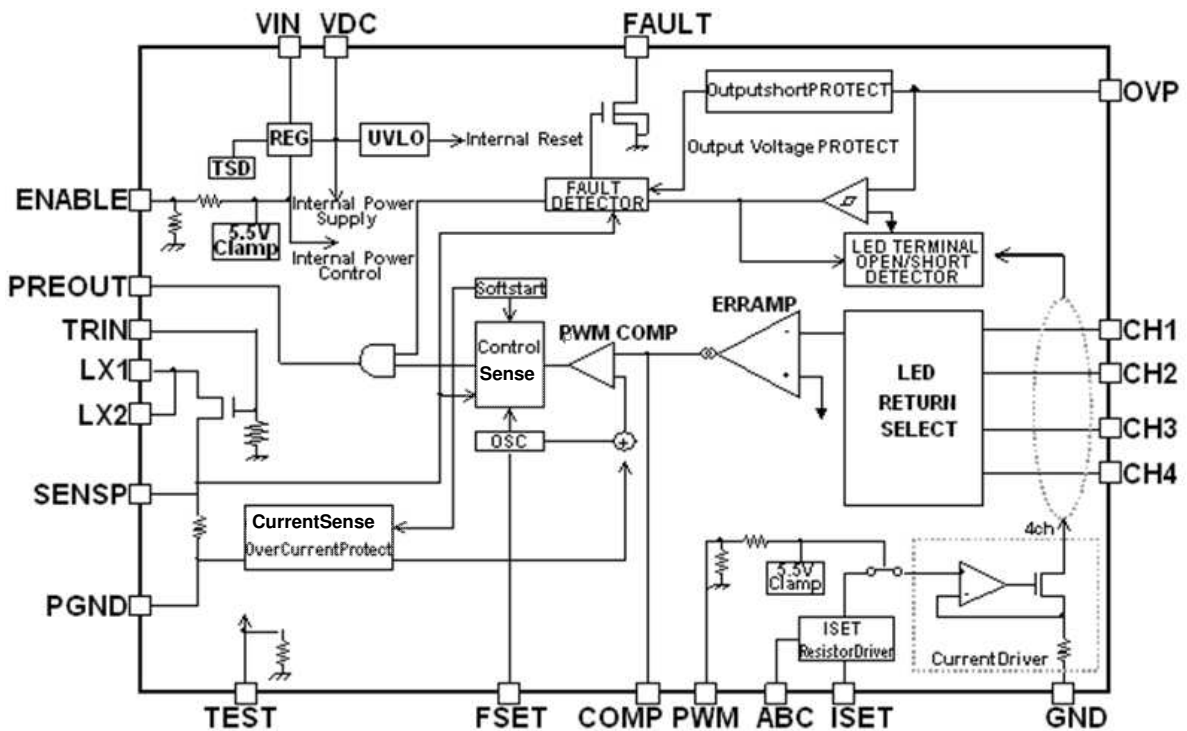 VIN VDC FAULT
OutputshortPROTECT
OVP
REG
UVLO
Internal Reset
Output Voltage PROTECT
TSD
FAULT
DETECTOR
ENABLE
Internal Power
Supply
5.5V
Clamp
Internal Power
Control
LED TERMINAL
OPEN/SHORT
DETECTOR
PREOUT
Softstart
ERRAMP
TRIN
PWM COMP
CH1
Control
Sense
-
+
LX1
LED
RETURN
SELECT
CH2
LX2
CH3
OSC
+
CH4
SENSP
CurrentSense
OverCurrentProtect
4ch
5.5V
Clamp
+
-
PGND
ISET
ResistorDriver
CurrentDriver
TEST FSET COMP PWM ABC ISET GND